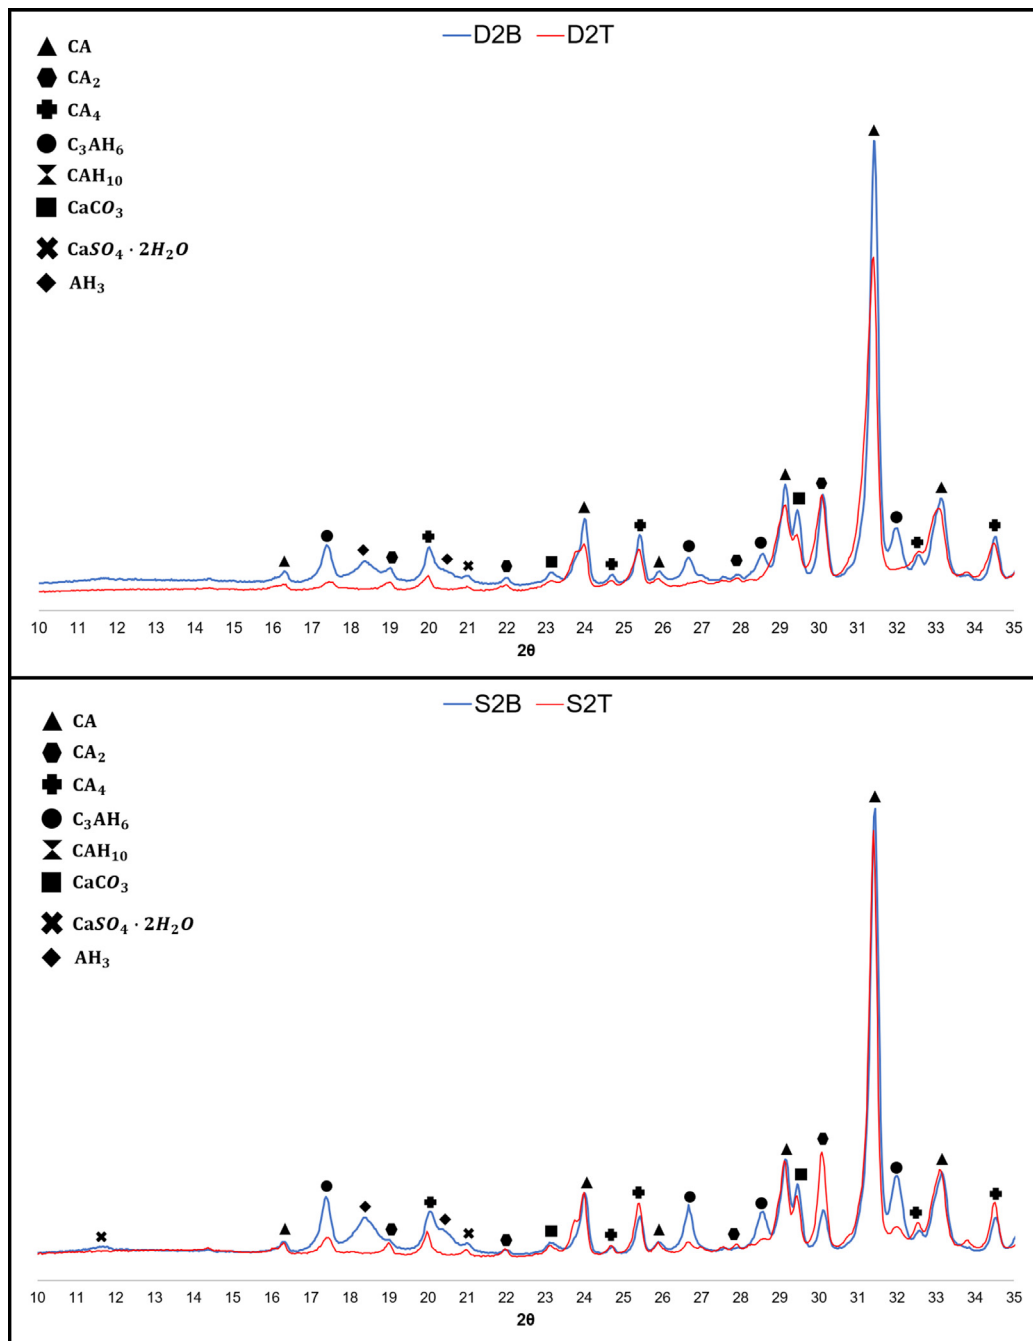 D2B D2T
CA
CA₂
CA₄
C₃AH₆
CAH₁₀
CaCO₃
CaSO₄ · 2H₂O
AH₃
10 11 12 13 14 15 16 17 18 19 20 21 22 23 24 25 26 27 28 29 30 31 32 33 34 35
2θ
S2B S2T
CA
CA₂
CA₄
C₃AH₆
CAH₁₀
CaCO₃
CaSO₄ · 2H₂O
AH₃
10 11 12 13 14 15 16 17 18 19 20 21 22 23 24 25 26 27 28 29 30 31 32 33 34 35
2θ